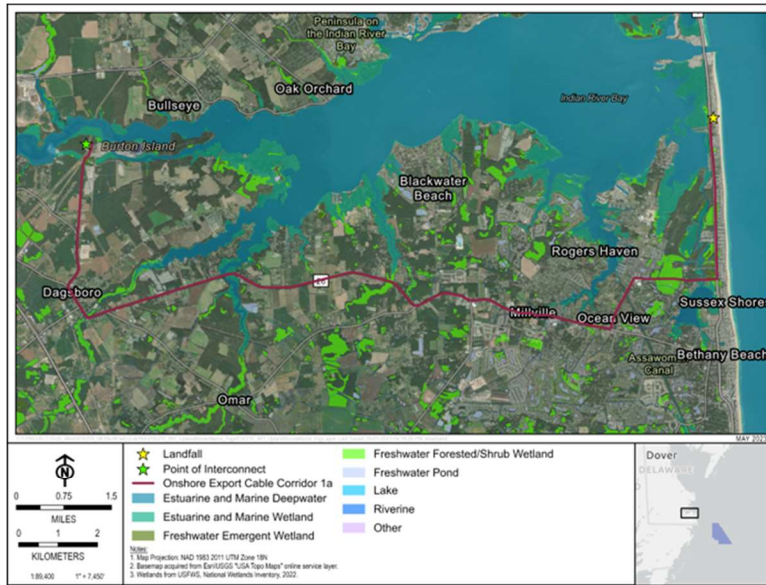 Peninsula on
the Indian River
Bay
Oak Orchard
Bullseye
Indian River Bay
Burton Island
Blackwater
Beach
Rogers Haven
Dagsboro
26
Sussex Shores
Millville
Ocean View
Bethany Beach
Assawom
Canal
Omar
MAY 2023
N
0 0.75 1.5
MILES
0 1 2
KILOMETERS
1:89,400 1" = 7,450'
Landfall
Point of Interconnect
Onshore Export Cable Corridor 1a
Estuarine and Marine Deepwater
Estuarine and Marine Wetland
Freshwater Emergent Wetland
Freshwater Forested/Shrub Wetland
Freshwater Pond
Lake
Riverine
Other
Notes:
1. Map Projection: NAD 1983 2011 UTM Zone 18N
2. Basemap acquired from Esri/USGS "USA Topo Maps" online service layer.
3. Wetlands from USFWS, National Wetlands Inventory, 2022.
Dover
DELAWARE